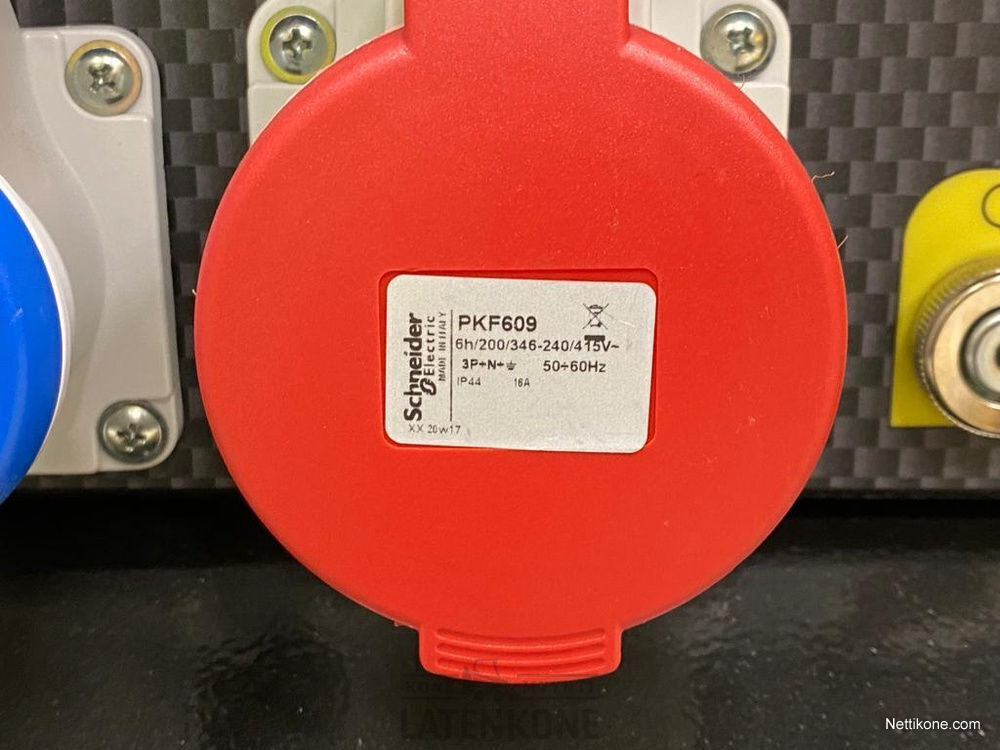 Schneider
Electric
MADE IN ITALY
PKF609
6h/200/346-240/415V~
3P+N+⏚
50÷60Hz
IP44 16A
XX 20w17
LATENKONE
Nettikone.com